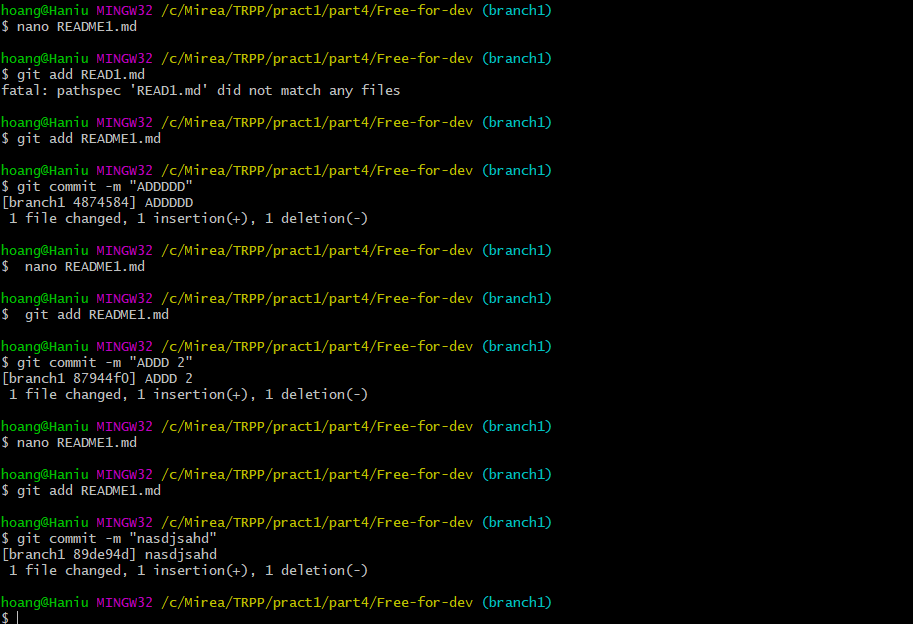 hoang@Haniu MINGW32 /c/Mirea/TRPP/pract1/part4/Free-for-dev (branch1)
$ nano README1.md
hoang@Haniu MINGW32 /c/Mirea/TRPP/pract1/part4/Free-for-dev (branch1)
$ git add READ1.md
fatal: pathspec 'READ1.md' did not match any files
hoang@Haniu MINGW32 /c/Mirea/TRPP/pract1/part4/Free-for-dev (branch1)
$ git add README1.md
hoang@Haniu MINGW32 /c/Mirea/TRPP/pract1/part4/Free-for-dev (branch1)
$ git commit -m "ADDDDD"
[branch1 4874584] ADDDDD
 1 file changed, 1 insertion(+), 1 deletion(-)
hoang@Haniu MINGW32 /c/Mirea/TRPP/pract1/part4/Free-for-dev (branch1)
$  nano README1.md
hoang@Haniu MINGW32 /c/Mirea/TRPP/pract1/part4/Free-for-dev (branch1)
$  git add README1.md
hoang@Haniu MINGW32 /c/Mirea/TRPP/pract1/part4/Free-for-dev (branch1)
$ git commit -m "ADDD 2"
[branch1 87944f0] ADDD 2
 1 file changed, 1 insertion(+), 1 deletion(-)
hoang@Haniu MINGW32 /c/Mirea/TRPP/pract1/part4/Free-for-dev (branch1)
$ nano README1.md
hoang@Haniu MINGW32 /c/Mirea/TRPP/pract1/part4/Free-for-dev (branch1)
$ git add README1.md
hoang@Haniu MINGW32 /c/Mirea/TRPP/pract1/part4/Free-for-dev (branch1)
$ git commit -m "nasdjsahd"
[branch1 89de94d] nasdjsahd
 1 file changed, 1 insertion(+), 1 deletion(-)
hoang@Haniu MINGW32 /c/Mirea/TRPP/pract1/part4/Free-for-dev (branch1)
$